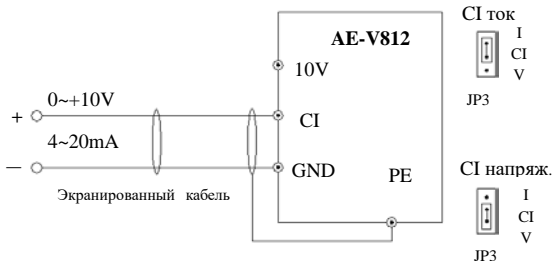 CI ток
I
CI
V
JP3
AE-V812
10V
0~+10V
+
CI
4~20mA
—
GND
PE
Экранированный кабель
CI напряж.
I
CI
V
JP3